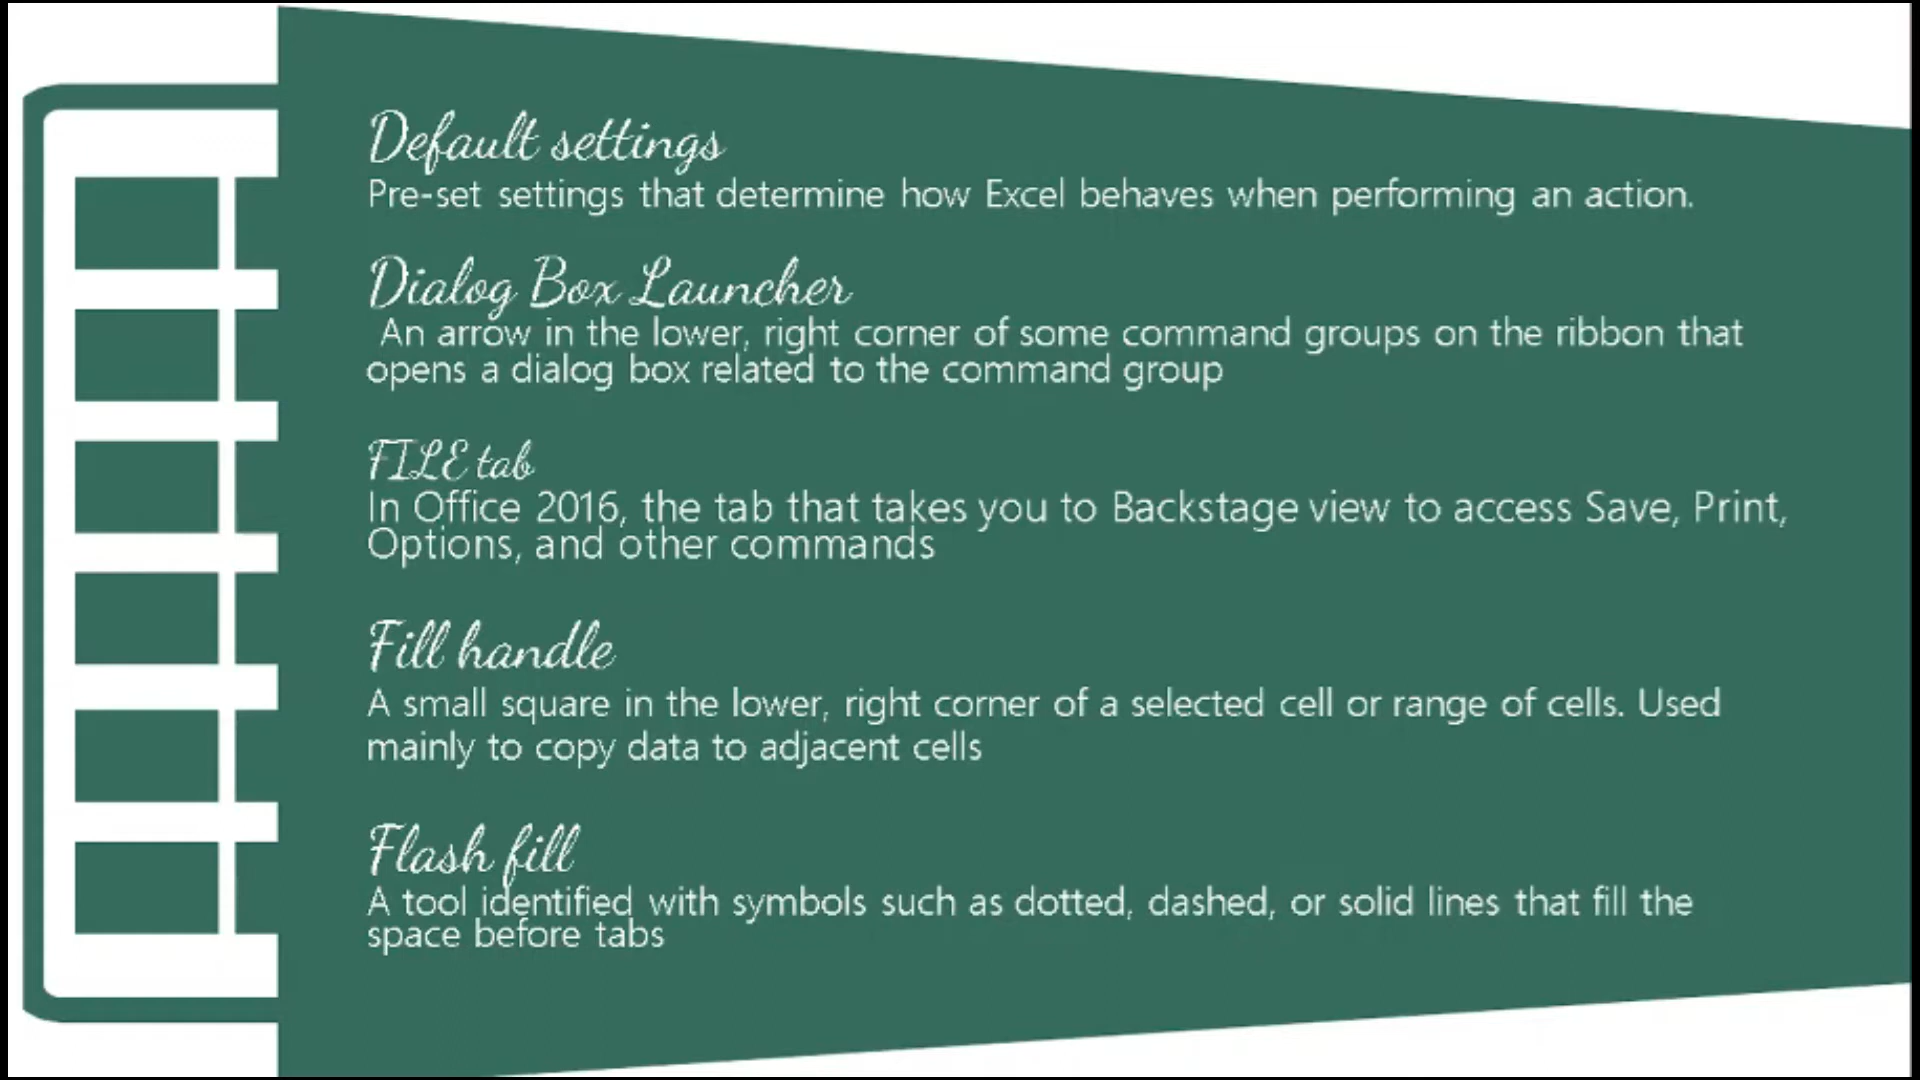 Default settings
Pre-set settings that determine how Excel behaves when performing an action.
Dialog Box Launcher
An arrow in the lower, right corner of some command groups on the ribbon that
opens a dialog box related to the command group
FILE tab
In Office 2016, the tab that takes you to Backstage view to access Save, Print,
Options, and other commands
Fill handle
A small square in the lower, right corner of a selected cell or range of cells. Used
mainly to copy data to adjacent cells
Flash fill
A tool identified with symbols such as dotted, dashed, or solid lines that fill the
space before tabs